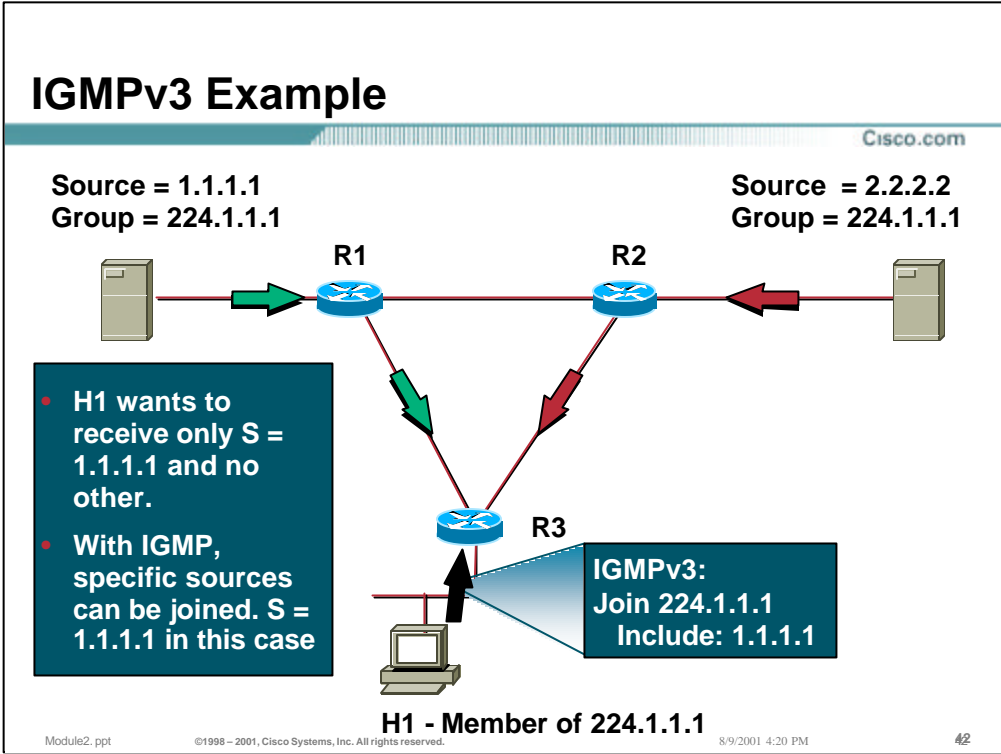 IGMPv3 Example
Cisco.com
Source = 1.1.1.1
Group = 224.1.1.1
Source = 2.2.2.2
Group = 224.1.1.1
R1
R2
• H1 wants to
receive only S =
1.1.1.1 and no
other.
• With IGMP,
specific sources
can be joined. S =
1.1.1.1 in this case
R3
IGMPv3:
Join 224.1.1.1
Include: 1.1.1.1
H1 - Member of 224.1.1.1
Module2. ppt
©1998 – 2001, Cisco Systems, Inc. All rights reserved.
8/9/2001 4:20 PM
42